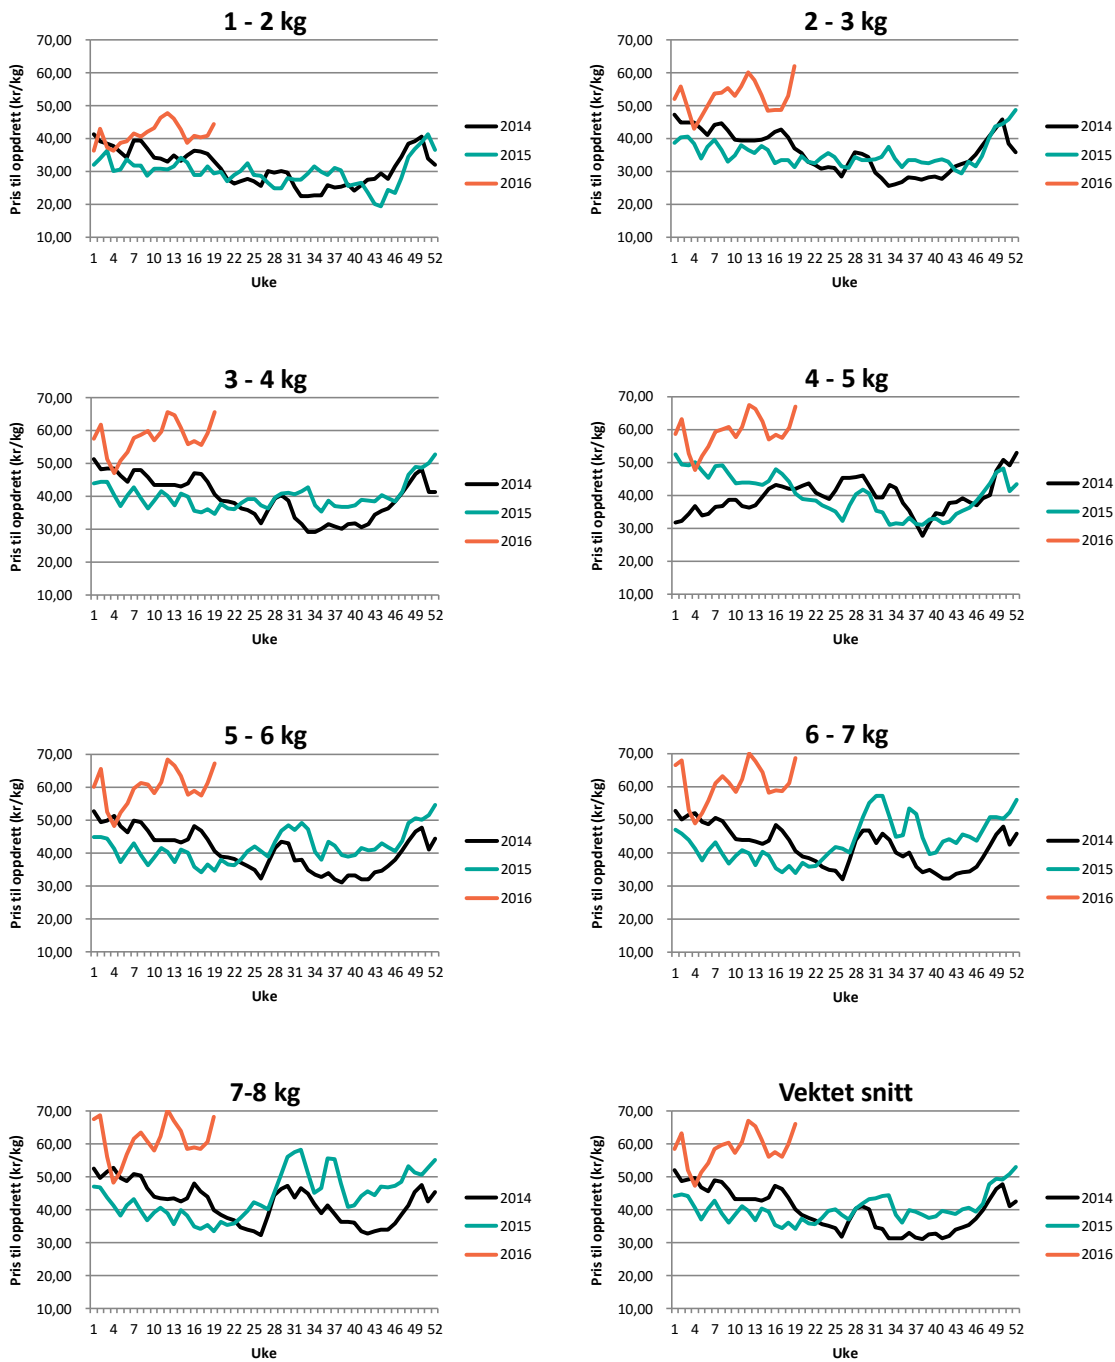 1 - 2 kg
Pris til oppdrett (kr/kg)
70,00
60,00
50,00
40,00
30,00
20,00
10,00
1 4 7 10 13 16 19 22 25 28 31 34 37 40 43 46 49 52
Uke
2014
2015
2016
2 - 3 kg
Pris til oppdrett (kr/kg)
70,00
60,00
50,00
40,00
30,00
20,00
10,00
1 4 7 10 13 16 19 22 25 28 31 34 37 40 43 46 49 52
Uke
2014
2015
2016
3 - 4 kg
Pris til oppdrett (kr/kg)
70,00
60,00
50,00
40,00
30,00
20,00
10,00
1 4 7 10 13 16 19 22 25 28 31 34 37 40 43 46 49 52
Uke
2014
2015
2016
4 - 5 kg
Pris til oppdrett (kr/kg)
70,00
60,00
50,00
40,00
30,00
20,00
10,00
1 4 7 10 13 16 19 22 25 28 31 34 37 40 43 46 49 52
Uke
2014
2015
2016
5 - 6 kg
Pris til oppdrett (kr/kg)
70,00
60,00
50,00
40,00
30,00
20,00
10,00
1 4 7 10 13 16 19 22 25 28 31 34 37 40 43 46 49 52
Uke
2014
2015
2016
6 - 7 kg
Pris til oppdrett (kr/kg)
70,00
60,00
50,00
40,00
30,00
20,00
10,00
1 4 7 10 13 16 19 22 25 28 31 34 37 40 43 46 49 52
Uke
2014
2015
2016
7-8 kg
Pris til oppdrett (kr/kg)
70,00
60,00
50,00
40,00
30,00
20,00
10,00
1 4 7 10 13 16 19 22 25 28 31 34 37 40 43 46 49 52
Uke
2014
2015
2016
Vektet snitt
Pris til oppdrett (kr/kg)
70,00
60,00
50,00
40,00
30,00
20,00
10,00
1 4 7 10 13 16 19 22 25 28 31 34 37 40 43 46 49 52
Uke
2014
2015
2016